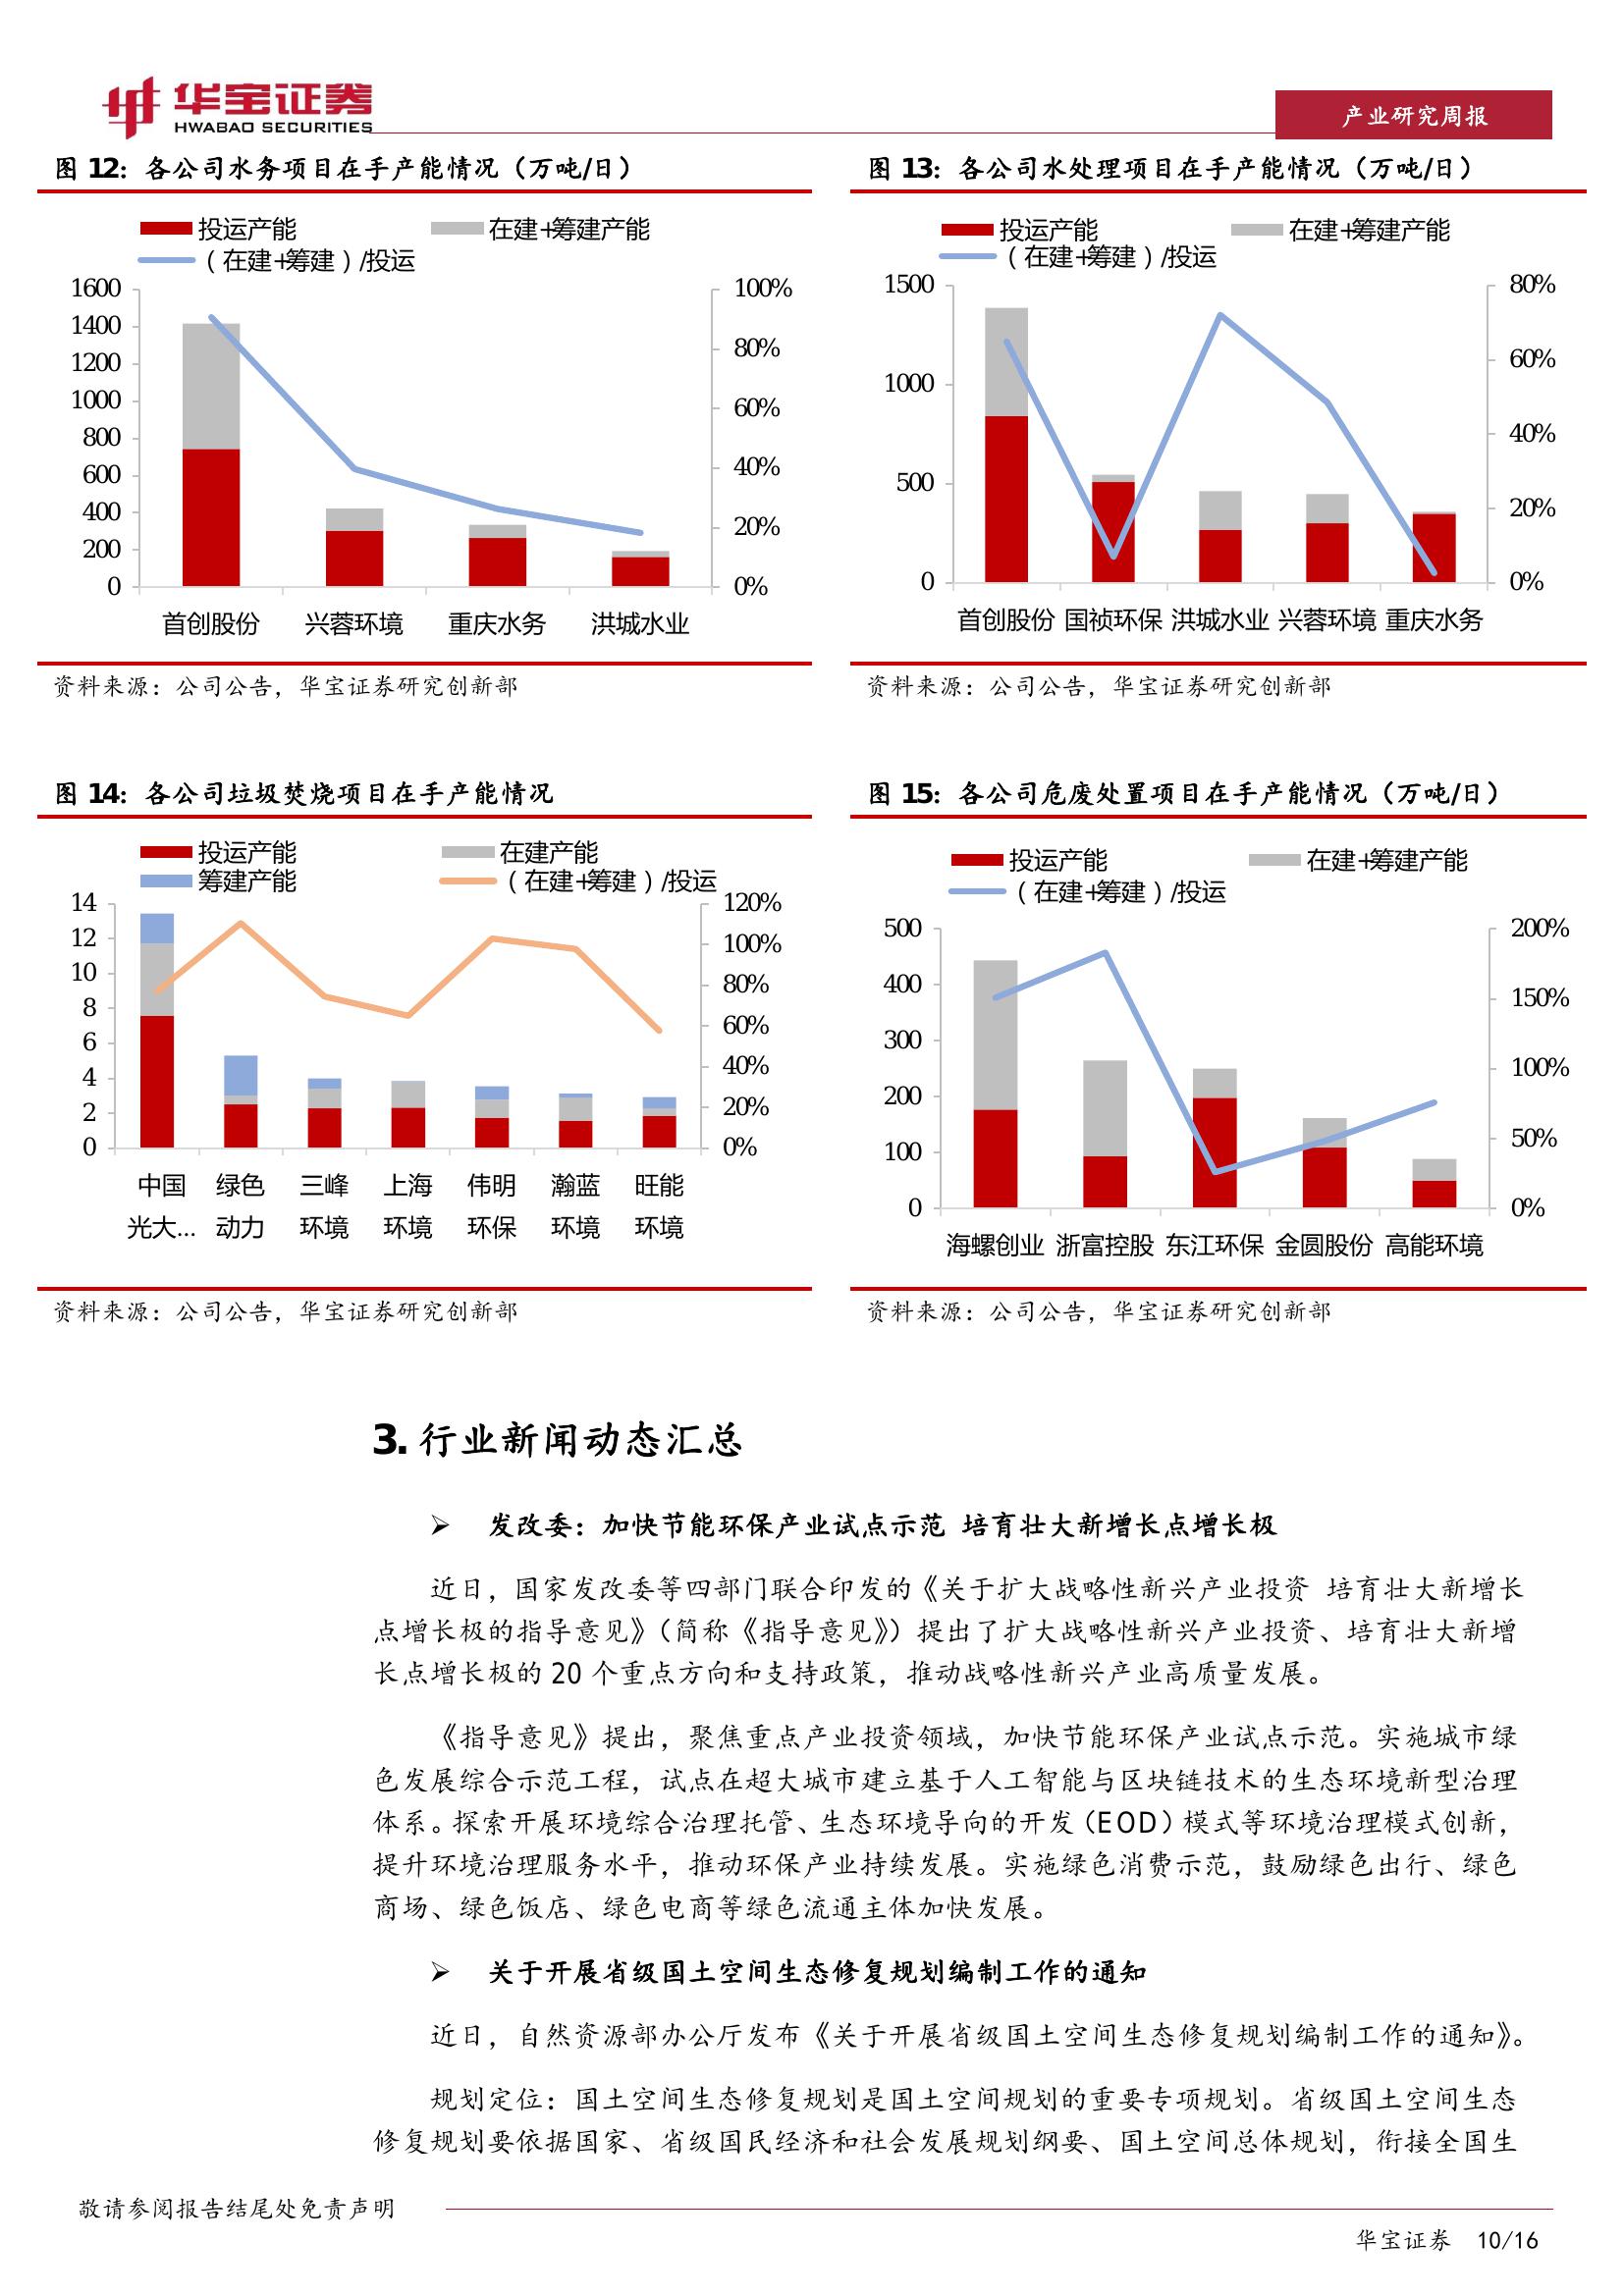 华宝证券
HWABAO SECURITIES
产业研究周报
图 12：各公司水务项目在手产能情况（万吨/日）
投运产能
在建+筹建产能
（在建+筹建）/投运
1600
1400
1200
1000
800
600
400
200
0
100%
80%
60%
40%
20%
0%
首创股份 兴蓉环境 重庆水务 洪城水业
资料来源：公司公告，华宝证券研究创新部
图 13：各公司水处理项目在手产能情况（万吨/日）
投运产能
在建+筹建产能
（在建+筹建）/投运
1500
1000
500
0
80%
60%
40%
20%
0%
首创股份 国祯环保 洪城水业 兴蓉环境 重庆水务
资料来源：公司公告，华宝证券研究创新部
图 14：各公司垃圾焚烧项目在手产能情况
投运产能
在建产能
筹建产能
（在建+筹建）/投运
14
12
10
8
6
4
2
0
120%
100%
80%
60%
40%
20%
0%
中国 绿色 三峰 上海 伟明 瀚蓝 旺能
光大... 动力 环境 环境 环保 环境 环境
资料来源：公司公告，华宝证券研究创新部
图 15：各公司危废处置项目在手产能情况（万吨/日）
投运产能
在建+筹建产能
（在建+筹建）/投运
500
400
300
200
100
0
200%
150%
100%
50%
0%
海螺创业 浙富控股 东江环保 金圆股份 高能环境
资料来源：公司公告，华宝证券研究创新部
3. 行业新闻动态汇总
➢ 发改委：加快节能环保产业试点示范 培育壮大新增长点增长极
近日，国家发改委等四部门联合印发的《关于扩大战略性新兴产业投资 培育壮大新增长
点增长极的指导意见》（简称《指导意见》）提出了扩大战略性新兴产业投资、培育壮大新增
长点增长极的 20 个重点方向和支持政策，推动战略性新兴产业高质量发展。
《指导意见》提出，聚焦重点产业投资领域，加快节能环保产业试点示范。实施城市绿
色发展综合示范工程，试点在超大城市建立基于人工智能与区块链技术的生态环境新型治理
体系。探索开展环境综合治理托管、生态环境导向的开发（EOD）模式等环境治理模式创新，
提升环境治理服务水平，推动环保产业持续发展。实施绿色消费示范，鼓励绿色出行、绿色
商场、绿色饭店、绿色电商等绿色流通主体加快发展。
➢ 关于开展省级国土空间生态修复规划编制工作的通知
近日，自然资源部办公厅发布《关于开展省级国土空间生态修复规划编制工作的通知》。
规划定位：国土空间生态修复规划是国土空间规划的重要专项规划。省级国土空间生态
修复规划要依据国家、省级国民经济和社会发展规划纲要、国土空间总体规划，衔接全国生
敬请参阅报告结尾处免责声明
华宝证券 10/16